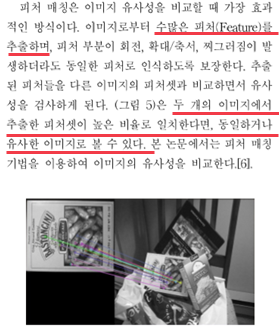 피처 매칭은 이미지 유사성을 비교할 때 가장 효과
적인 방식이다. 이미지로부터 수많은 피처(Feature)를
추출하며, 피처 부분이 회전, 확대/축서, 찌그러짐이 발
생하더라도 동일한 피처로 인식하도록 보장한다. 추출
된 피처들을 다른 이미지의 피처셋과 비교하면서 유사
성을 검사하게 된다. (그림 5)은 두 개의 이미지에서
추출한 피처셋이 높은 비율로 일치한다면, 동일하거나
유사한 이미지로 볼 수 있다. 본 논문에서는 피처 매칭
기법을 이용하여 이미지의 유사성을 비교한다.[6].